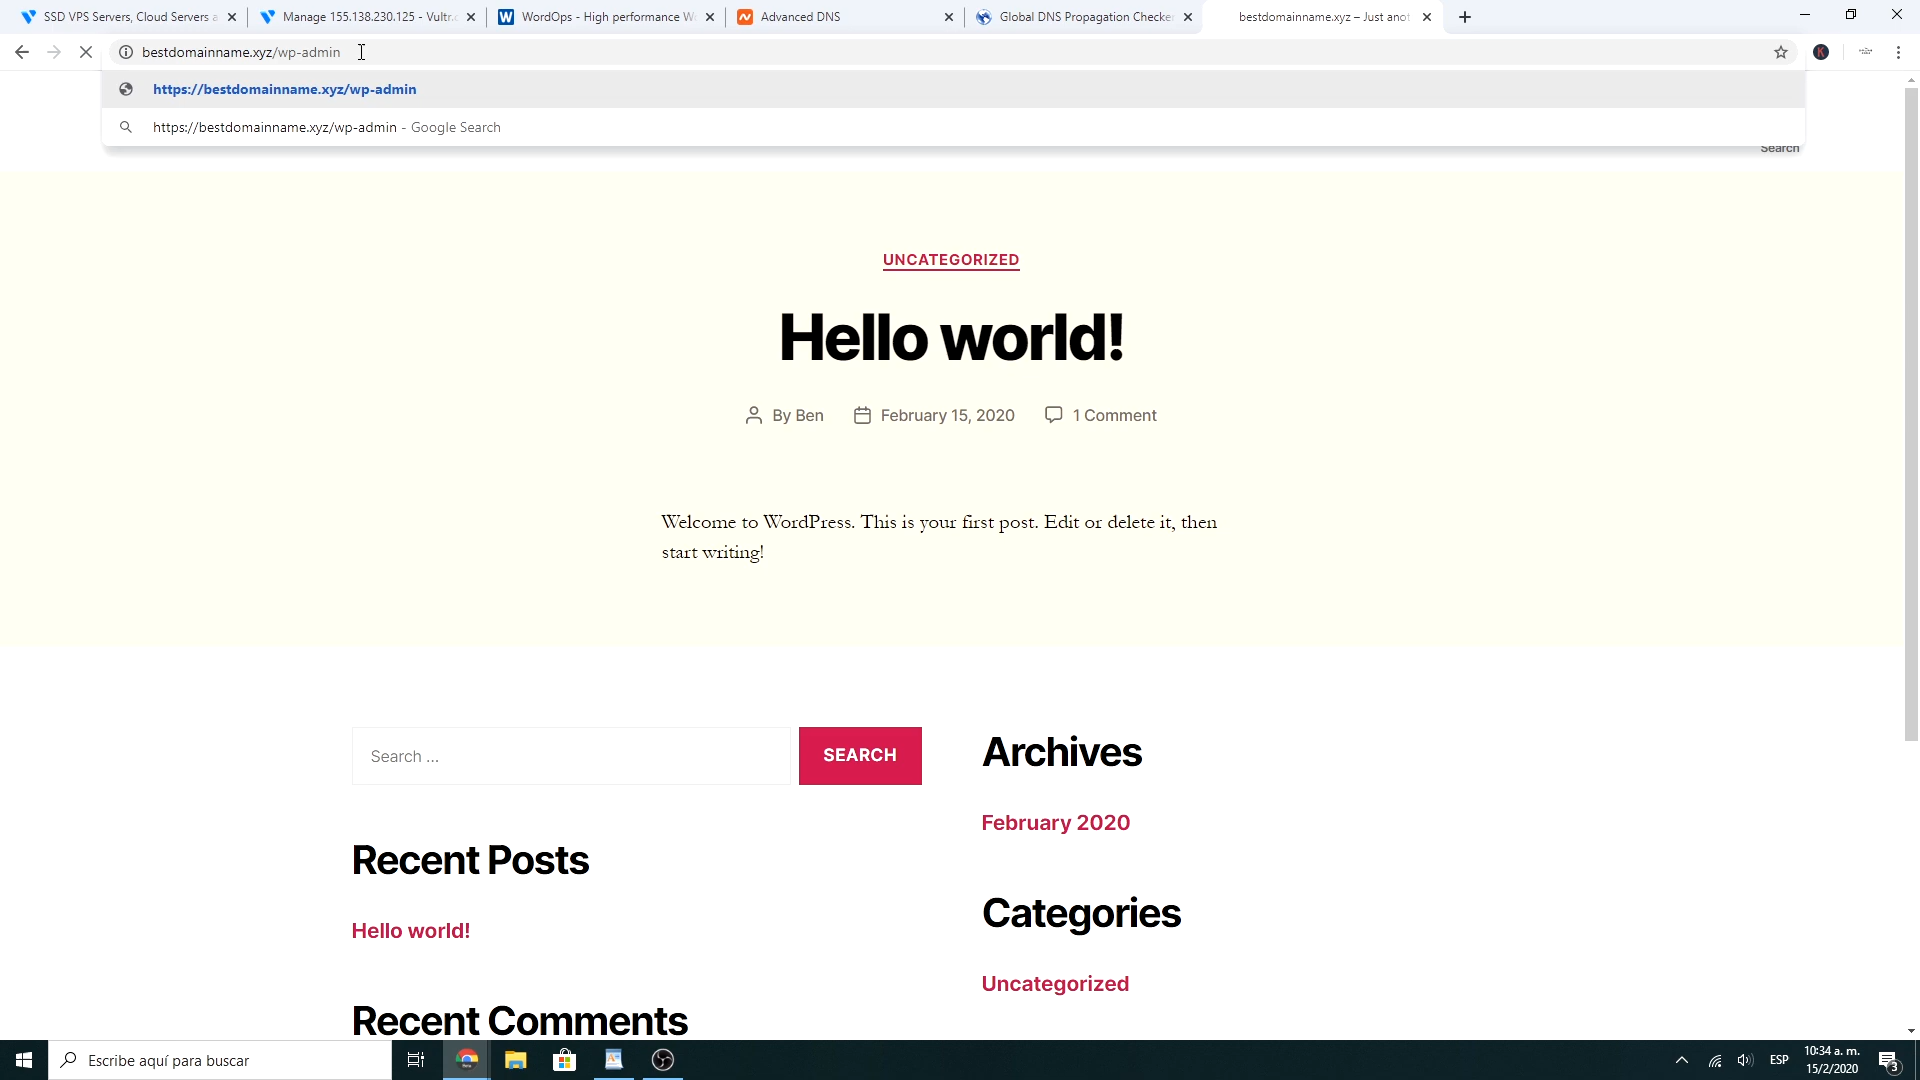 SSD VPS Servers, Cloud Servers a
Manage 155.138.230.125 - Vultr.c
WordOps - High performance W
Advanced DNS
Global DNS Propagation Checke
bestdomainname.xyz – Just anot
bestdomainname.xyz/wp-admin
K
https://bestdomainname.xyz/wp-admin
https://bestdomainname.xyz/wp-admin - Google Search
Search
UNCATEGORIZED
Hello world!
By Ben
February 15, 2020
1 Comment
Welcome to WordPress. This is your first post. Edit or delete it, then
start writing!
Search …
SEARCH
Archives
February 2020
Recent Posts
Categories
Hello world!
Uncategorized
Recent Comments
Escribe aquí para buscar
ESP
10:34 a. m.
15/2/2020
3